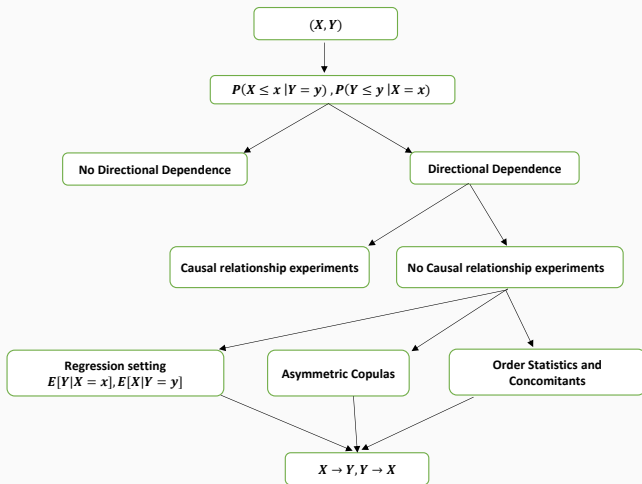 (X, Y)
P(X ≤ x |Y = y) , P(Y ≤ y |X = x)
No Directional Dependence
Directional Dependence
Causal relationship experiments
No Causal relationship experiments
Regression setting
E[Y|X = x], E[X|Y = y]
Asymmetric Copulas
Order Statistics and
Concomitants
X → Y, Y → X